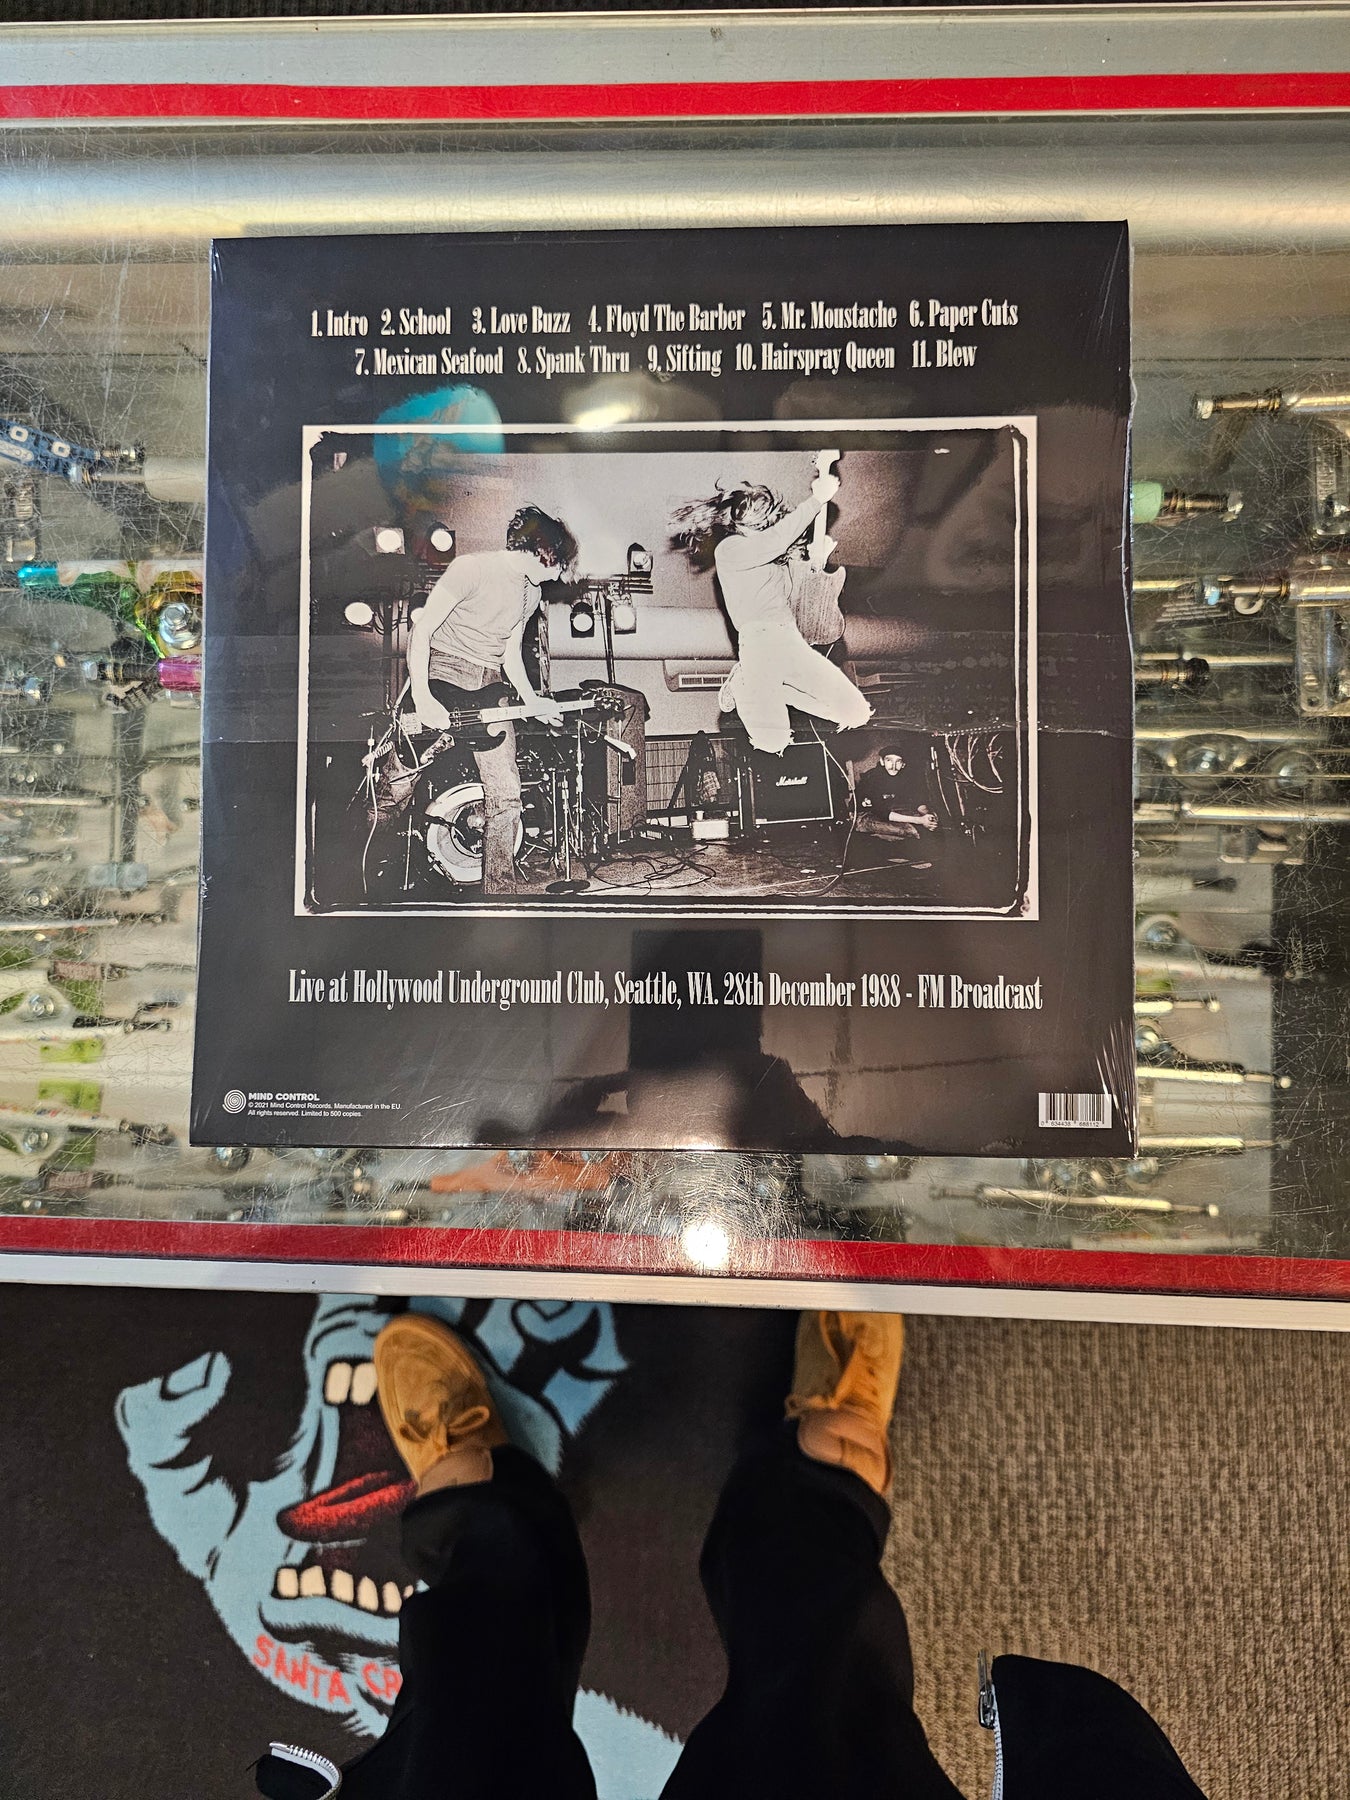 1. Intro 2. School 3. Love Buzz 4. Floyd The Barber 5. Mr. Moustache 6. Paper Cuts
7. Mexican Seafood 8. Spank Thru 9. Sifting 10. Hairspray Queen 11. Blew
Marshall
Live at Hollywood Underground Club, Seattle, WA. 28th December 1988 - FM Broadcast
MIND CONTROL
© 2021 Mind Control Records. Manufactured in the EU.
All rights reserved. Limited to 500 copies.
SANTA